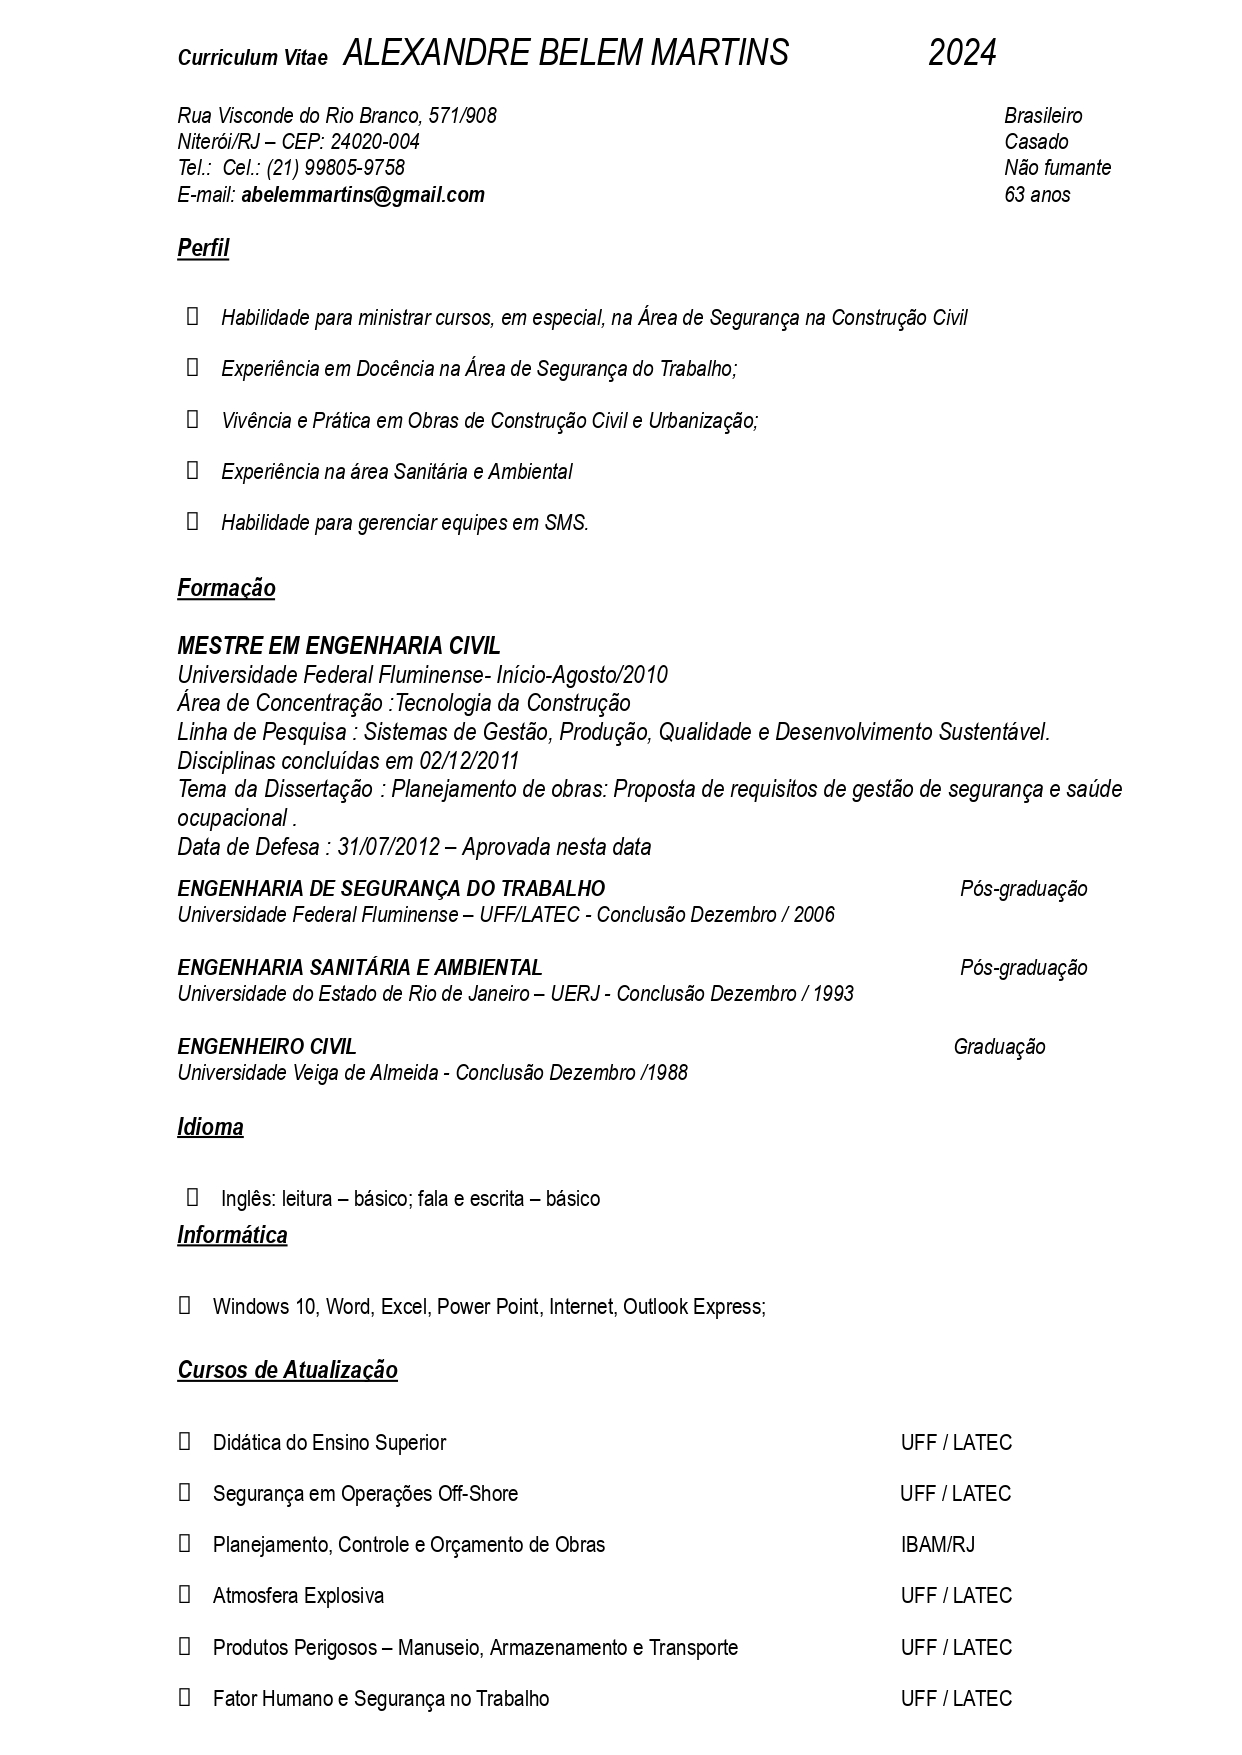 Curriculum Vitae ALEXANDRE BELEM MARTINS 2024
Rua Visconde do Rio Branco, 571/908 Brasileiro
Niterói/RJ – CEP: 24020-004 Casado
Tel.: Cel.: (21) 99805-9758 Não fumante
E-mail: abelemmartins@gmail.com 63 anos
Perfil
Habilidade para ministrar cursos, em especial, na Área de Segurança na Construção Civil
Experiência em Docência na Área de Segurança do Trabalho;
Vivência e Prática em Obras de Construção Civil e Urbanização;
Experiência na área Sanitária e Ambiental
Habilidade para gerenciar equipes em SMS.
Formação
MESTRE EM ENGENHARIA CIVIL
Universidade Federal Fluminense- Início-Agosto/2010
Área de Concentração :Tecnologia da Construção
Linha de Pesquisa : Sistemas de Gestão, Produção, Qualidade e Desenvolvimento Sustentável.
Disciplinas concluídas em 02/12/2011
Tema da Dissertação : Planejamento de obras: Proposta de requisitos de gestão de segurança e saúde
ocupacional .
Data de Defesa : 31/07/2012 – Aprovada nesta data
ENGENHARIA DE SEGURANÇA DO TRABALHO Pós-graduação
Universidade Federal Fluminense – UFF/LATEC - Conclusão Dezembro / 2006
ENGENHARIA SANITÁRIA E AMBIENTAL Pós-graduação
Universidade do Estado de Rio de Janeiro – UERJ - Conclusão Dezembro / 1993
ENGENHEIRO CIVIL Graduação
Universidade Veiga de Almeida - Conclusão Dezembro /1988
Idioma
Inglês: leitura – básico; fala e escrita – básico
Informática
Windows 10, Word, Excel, Power Point, Internet, Outlook Express;
Cursos de Atualização
Didática do Ensino Superior UFF / LATEC
Segurança em Operações Off-Shore UFF / LATEC
Planejamento, Controle e Orçamento de Obras IBAM/RJ
Atmosfera Explosiva UFF / LATEC
Produtos Perigosos – Manuseio, Armazenamento e Transporte UFF / LATEC
Fator Humano e Segurança no Trabalho UFF / LATEC